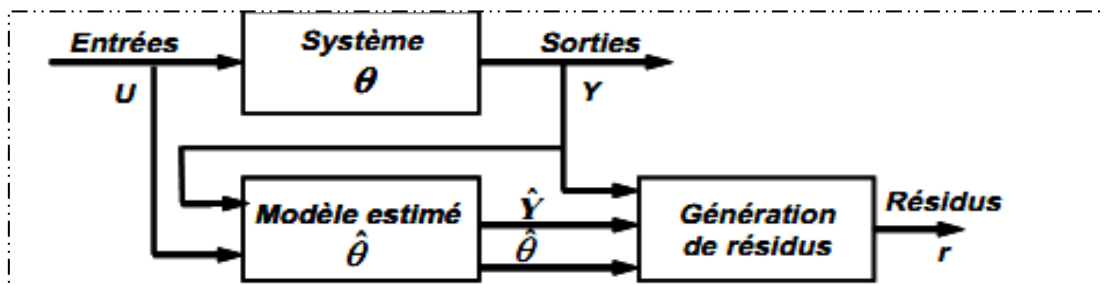 Entrées
U
Système
θ
Sorties
Y
Modèle estimé
θ̂
Ŷ
θ̂
Génération
de résidus
Résidus
r